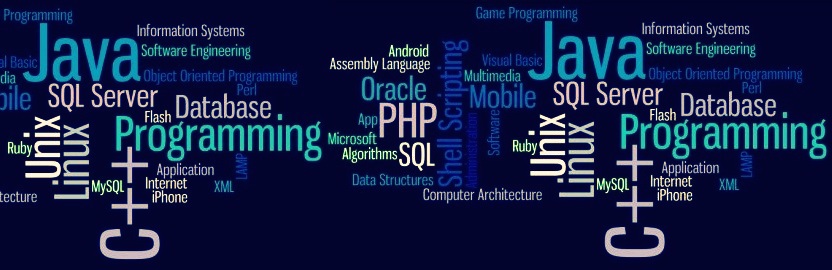 Programming
Information Systems
Java
Software Engineering
al Basic
dia
Object Oriented Programming
Perl
bile
SQL Server
Database
Flash
Programming
Unix
Linux
Ruby
C++
Application
LAMP
MySQL
Internet
XML
iPhone
tecture
Android
Assembly Language
Oracle
App
PHP
Microsoft
Algorithms
SQL
Data Structures
Shell Scripting
Administration
Game Programming
Information Systems
Java
Software Engineering
Visual Basic
Multimedia
Object Oriented Programming
Perl
Mobile
SQL Server
Database
Flash
Software
Programming
Unix
Linux
Ruby
C++
Application
LAMP
MySQL
Internet
XML
iPhone
Computer Architecture